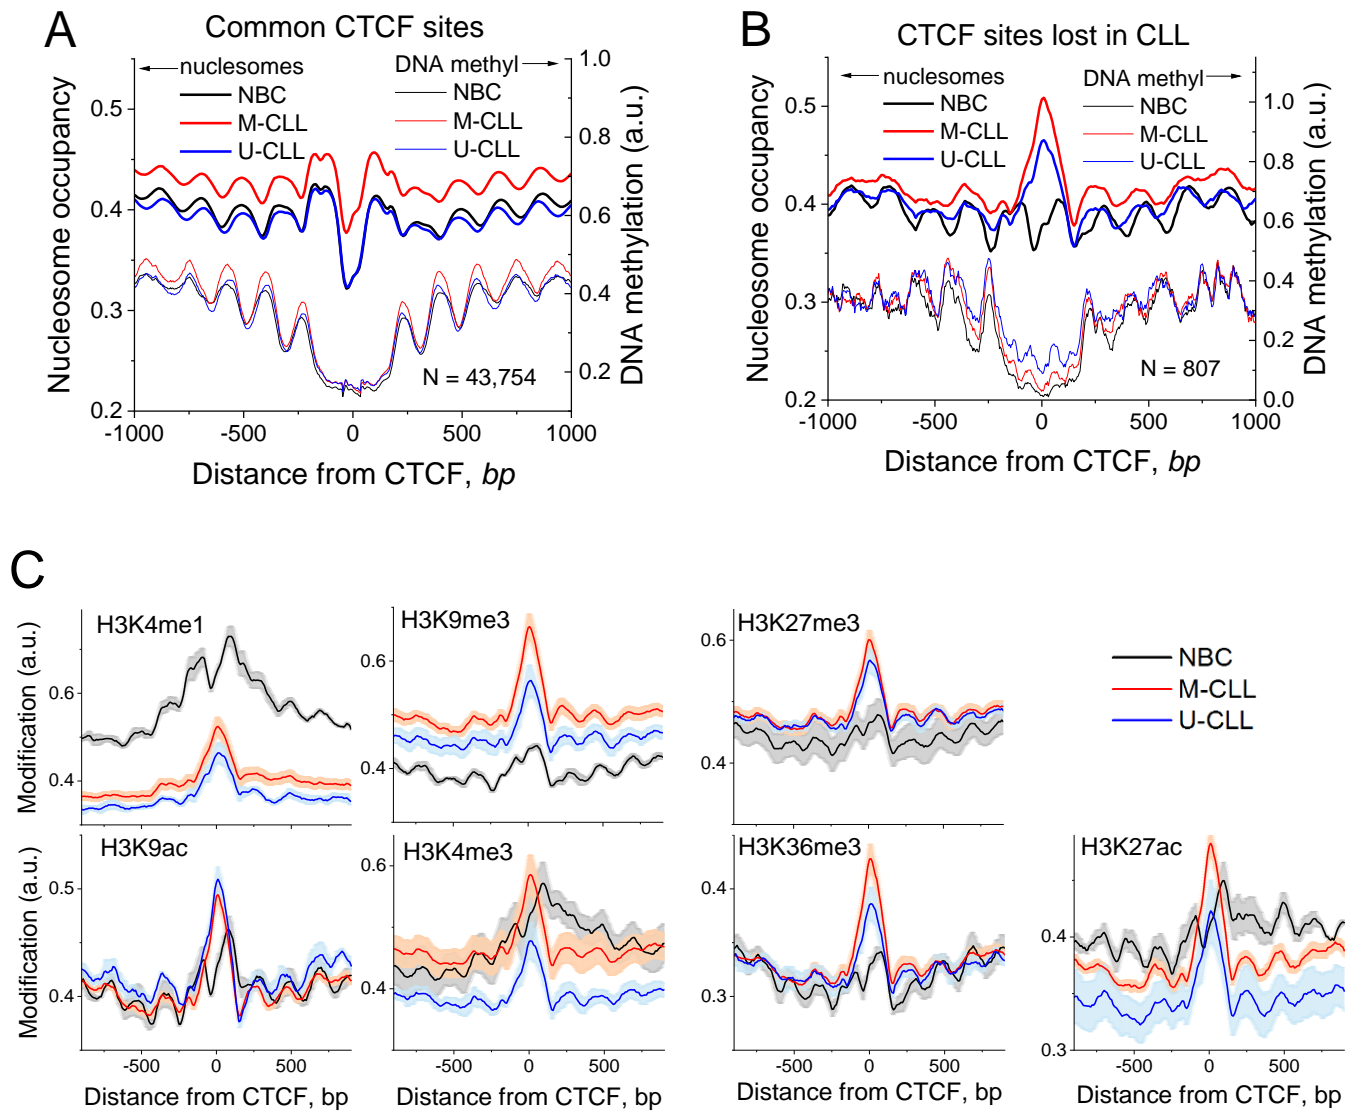 A
Common CTCF sites
nuclesomes
DNA methyl
NBC
M-CLL
U-CLL
NBC
M-CLL
U-CLL
N = 43,754
Nucleosome occupancy
0.5
0.4
0.3
0.2
DNA methylation (a.u.)
1.0
0.8
0.6
0.4
0.2
-1000
-500
0
500
1000
Distance from CTCF, bp
B
CTCF sites lost in CLL
nuclesomes
DNA methyl
NBC
M-CLL
U-CLL
NBC
M-CLL
U-CLL
N = 807
Nucleosome occupancy
0.5
0.4
0.3
0.2
DNA methylation (a.u.)
1.0
0.8
0.6
0.4
0.2
0.0
-1000
-500
0
500
1000
Distance from CTCF, bp
C
H3K4me1
Modification (a.u.)
0.6
0.4
H3K9me3
0.6
0.4
H3K27me3
0.6
0.4
NBC
M-CLL
U-CLL
H3K9ac
Modification (a.u.)
0.5
0.4
-500
0
500
Distance from CTCF, bp
H3K4me3
0.6
0.4
-500
0
500
Distance from CTCF, bp
H3K36me3
0.4
0.3
-500
0
500
Distance from CTCF, bp
H3K27ac
0.4
0.3
-500
0
500
Distance from CTCF, bp